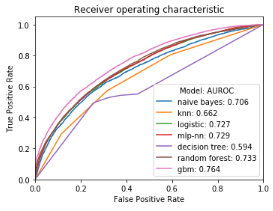 Receiver operating characteristic
1.0
0.8
0.6
0.4
0.2
0.0
True Positive Rate
Model: AUROC
naive bayes: 0.706
knn: 0.662
logistic: 0.727
mlp-nn: 0.729
decision tree: 0.594
random forest: 0.733
gbm: 0.764
0.0 0.2 0.4 0.6 0.8 1.0
False Positive Rate